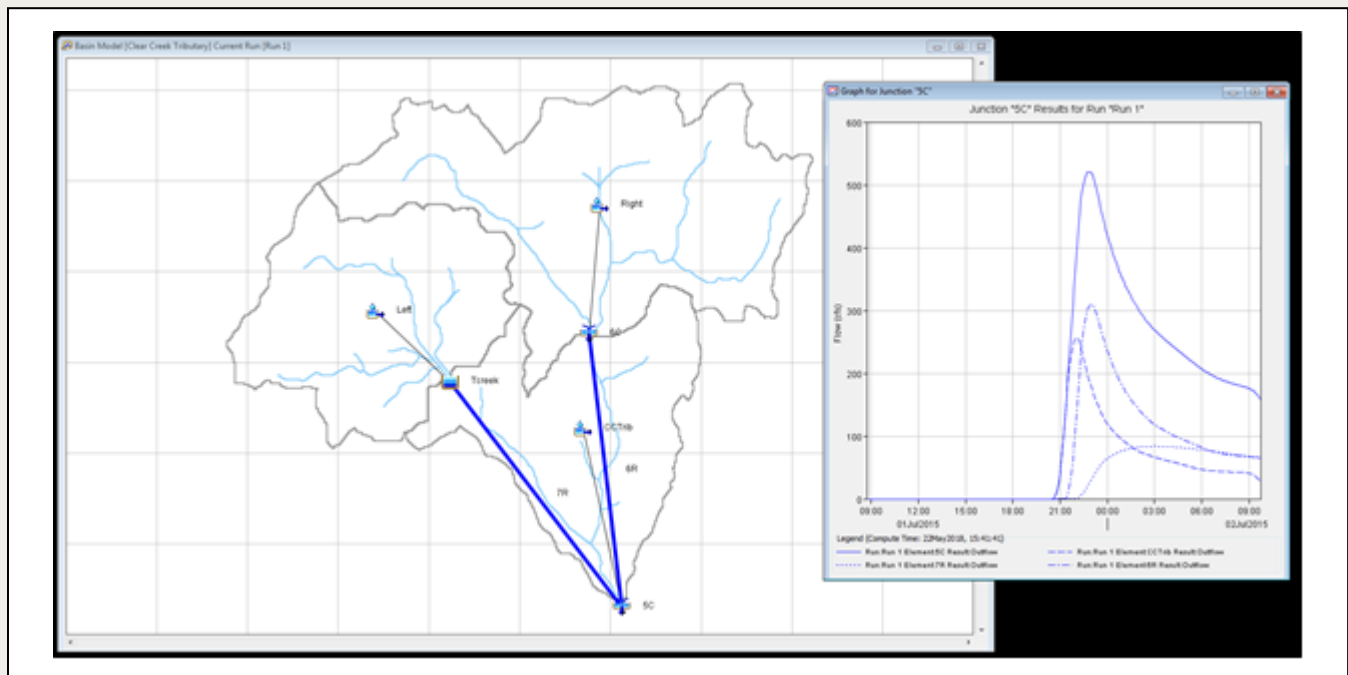 Basin Model [Clear Creek Tributary] Current Run [Run 1]
Right
Left
6C
Tcreek
CCTrib
6R
7R
5C
Graph for Junction "5C"
Junction "5C" Results for Run "Run 1"
600
500
400
300
200
100
0
Flow (cfs)
09:00 12:00 15:00 18:00 21:00 00:00 03:00 06:00 09:00
01Jul2015 02Jul2015
Legend (Compute Time: 22May2018, 15:41:41)
Run:Run 1 Element:5C Result:Outflow Run:Run 1 Element:CCTrib Result:Outflow
Run:Run 1 Element:7R Result:Outflow Run:Run 1 Element:6R Result:Outflow